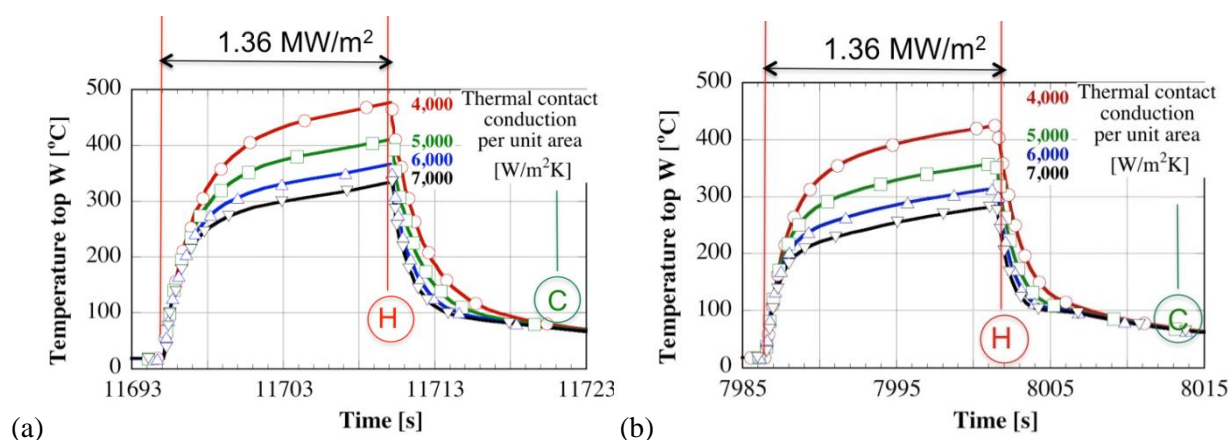 1.36 MW/m²
Temperature top W [°C]
500
400
300
200
100
0
4,000
5,000
6,000
7,000
Thermal contact
conduction
per unit area
[W/m²K]
H
C
11693
11703
11713
11723
Time [s]
(a)
1.36 MW/m²
Temperature top W [°C]
500
400
300
200
100
0
4,000
5,000
6,000
7,000
Thermal contact
conduction
per unit area
[W/m²K]
H
C
7985
7995
8005
8015
Time [s]
(b)